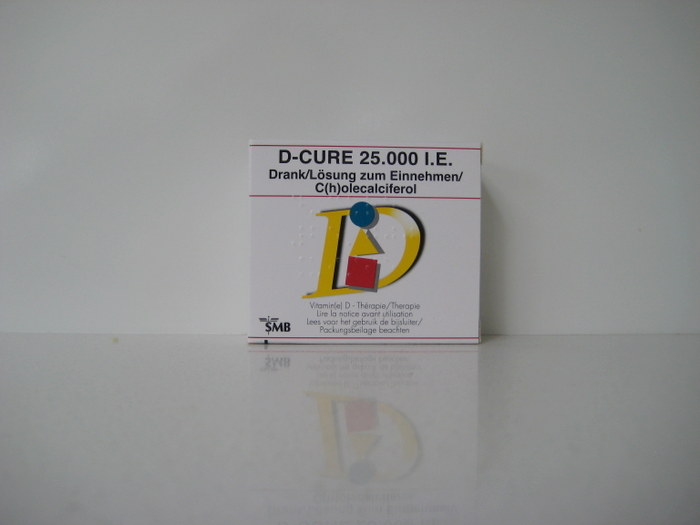 D-CURE 25.000 I.E.
Drank/Lösung zum Einnehmen/
C(h)olecalciferol
D
Vitamin(e) D - Thérapie/Therapie
Lire la notice avant utilisation
Lees voor het gebruik de bijsluiter/
Packungsbeilage beachten
SMB